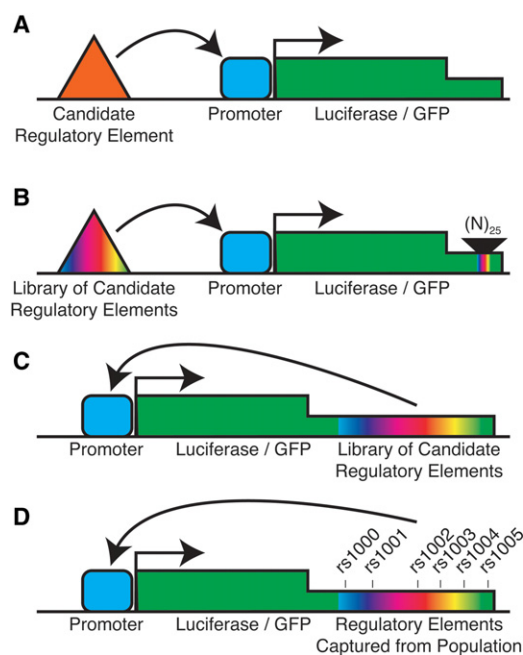 A
Candidate
Regulatory Element
Promoter
Luciferase / GFP
B
(N)25
Library of Candidate
Regulatory Elements
Promoter
Luciferase / GFP
C
Promoter
Luciferase / GFP
Library of Candidate
Regulatory Elements
D
rs1000
rs1001
rs1002
rs1003
rs1004
rs1005
Promoter
Luciferase / GFP
Regulatory Elements
Captured from Population